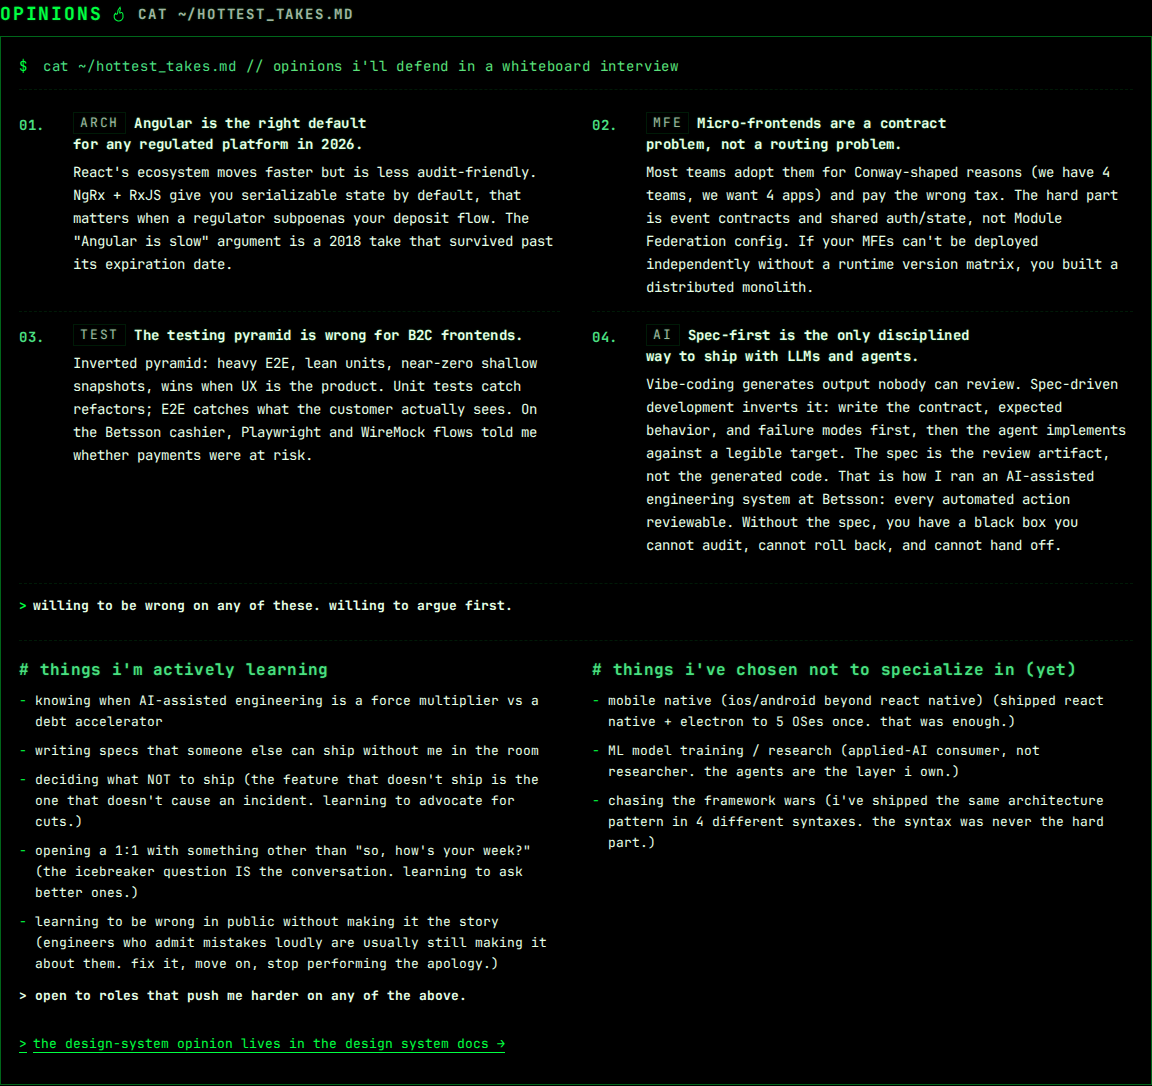 OPINIONS CAT ~/HOTTEST_TAKES.MD
$ cat ~/hottest_takes.md // opinions i'll defend in a whiteboard interview
01. ARCH Angular is the right default
for any regulated platform in 2026.
React's ecosystem moves faster but is less audit-friendly.
NgRx + RxJS give you serializable state by default, that
matters when a regulator subpoenas your deposit flow. The
"Angular is slow" argument is a 2018 take that survived past
its expiration date.
02. MFE Micro-frontends are a contract
problem, not a routing problem.
Most teams adopt them for Conway-shaped reasons (we have 4
teams, we want 4 apps) and pay the wrong tax. The hard part
is event contracts and shared auth/state, not Module
Federation config. If your MFEs can't be deployed
independently without a runtime version matrix, you built a
distributed monolith.
03. TEST The testing pyramid is wrong for B2C frontends.
Inverted pyramid: heavy E2E, lean units, near-zero shallow
snapshots, wins when UX is the product. Unit tests catch
refactors; E2E catches what the customer actually sees. On
the Betsson cashier, Playwright and WireMock flows told me
whether payments were at risk.
04. AI Spec-first is the only disciplined
way to ship with LLMs and agents.
Vibe-coding generates output nobody can review. Spec-driven
development inverts it: write the contract, expected
behavior, and failure modes first, then the agent implements
against a legible target. The spec is the review artifact,
not the generated code. That is how I ran an AI-assisted
engineering system at Betsson: every automated action
reviewable. Without the spec, you have a black box you
cannot audit, cannot roll back, and cannot hand off.
> willing to be wrong on any of these. willing to argue first.
# things i'm actively learning
- knowing when AI-assisted engineering is a force multiplier vs a
debt accelerator
- writing specs that someone else can ship without me in the room
- deciding what NOT to ship (the feature that doesn't ship is the
one that doesn't cause an incident. learning to advocate for
cuts.)
- opening a 1:1 with something other than "so, how's your week?"
(the icebreaker question IS the conversation. learning to ask
better ones.)
- learning to be wrong in public without making it the story
(engineers who admit mistakes loudly are usually still making it
about them. fix it, move on, stop performing the apology.)
> open to roles that push me harder on any of the above.
# things i've chosen not to specialize in (yet)
- mobile native (ios/android beyond react native) (shipped react
native + electron to 5 OSes once. that was enough.)
- ML model training / research (applied-AI consumer, not
researcher. the agents are the layer i own.)
- chasing the framework wars (i've shipped the same architecture
pattern in 4 different syntaxes. the syntax was never the hard
part.)
> the design-system opinion lives in the design system docs →